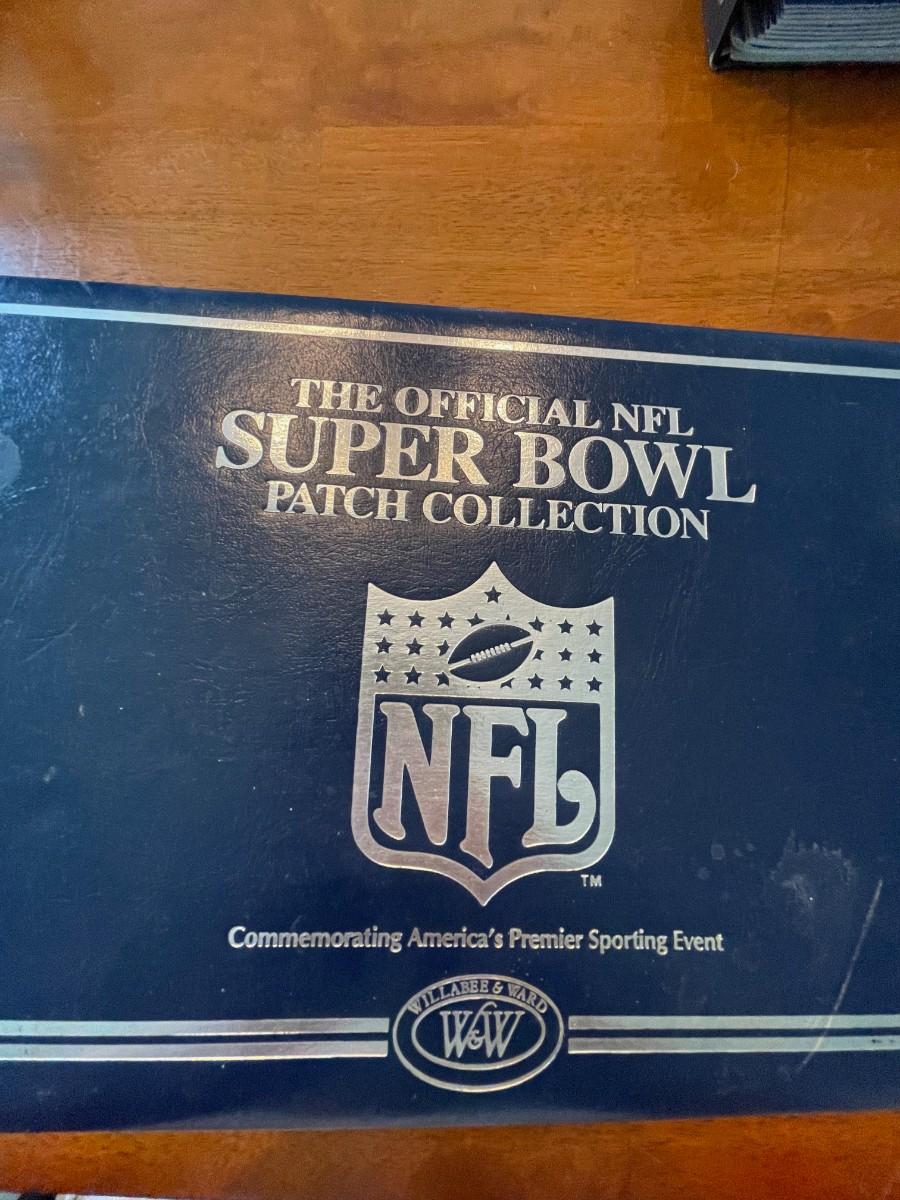 THE OFFICIAL NFL
SUPER BOWL
PATCH COLLECTION
NFL
TM
Commemorating America's Premier Sporting Event
WILLABEE & WARD
W&W